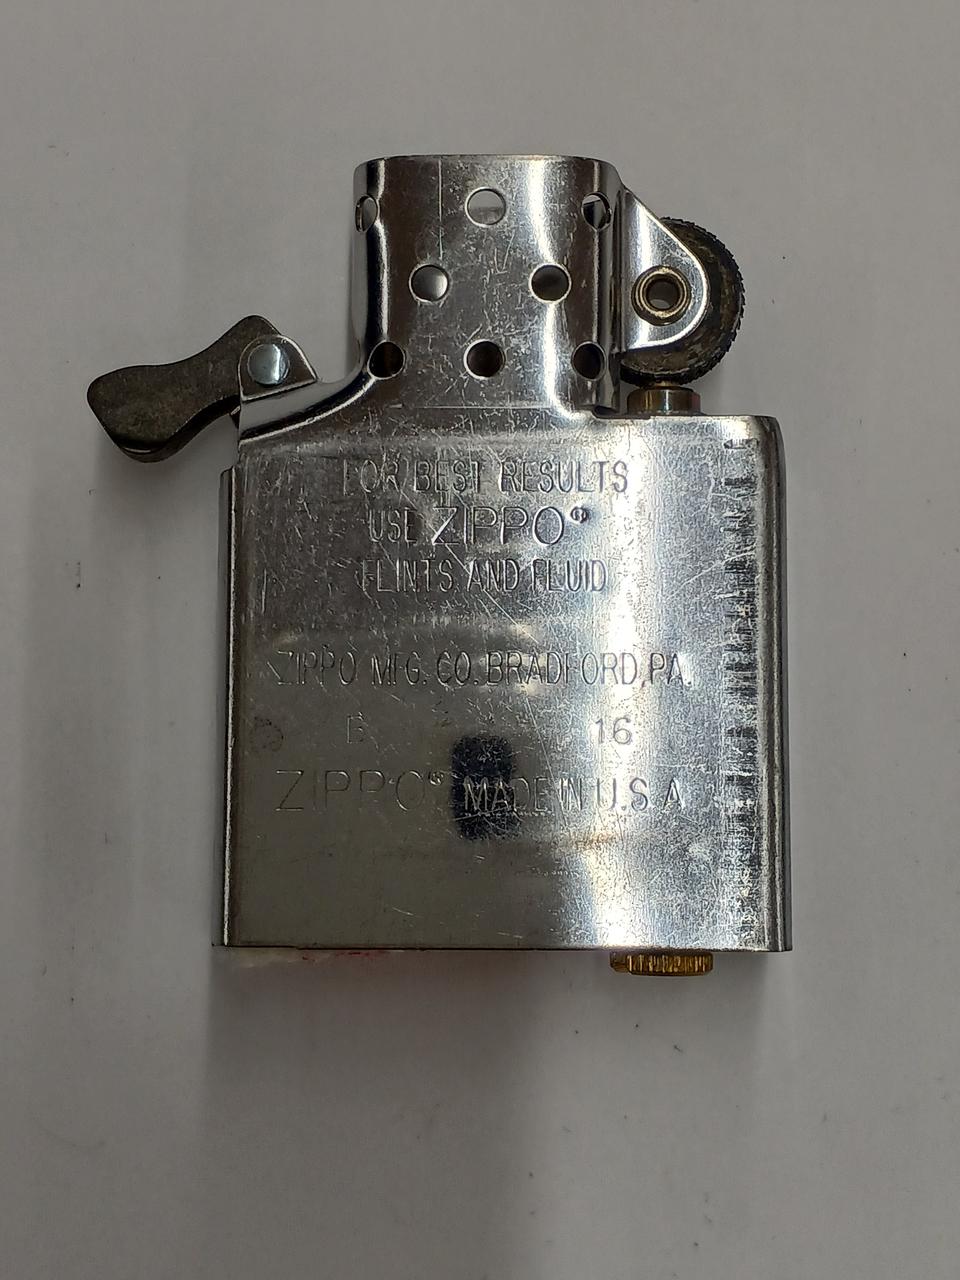 FOR BEST RESULTS
USE ZIPPO®
FLINTS AND FLUID
ZIPPO MFG. CO. BRADFORD, PA.
B 16
ZIPPO® MADE IN U.S.A